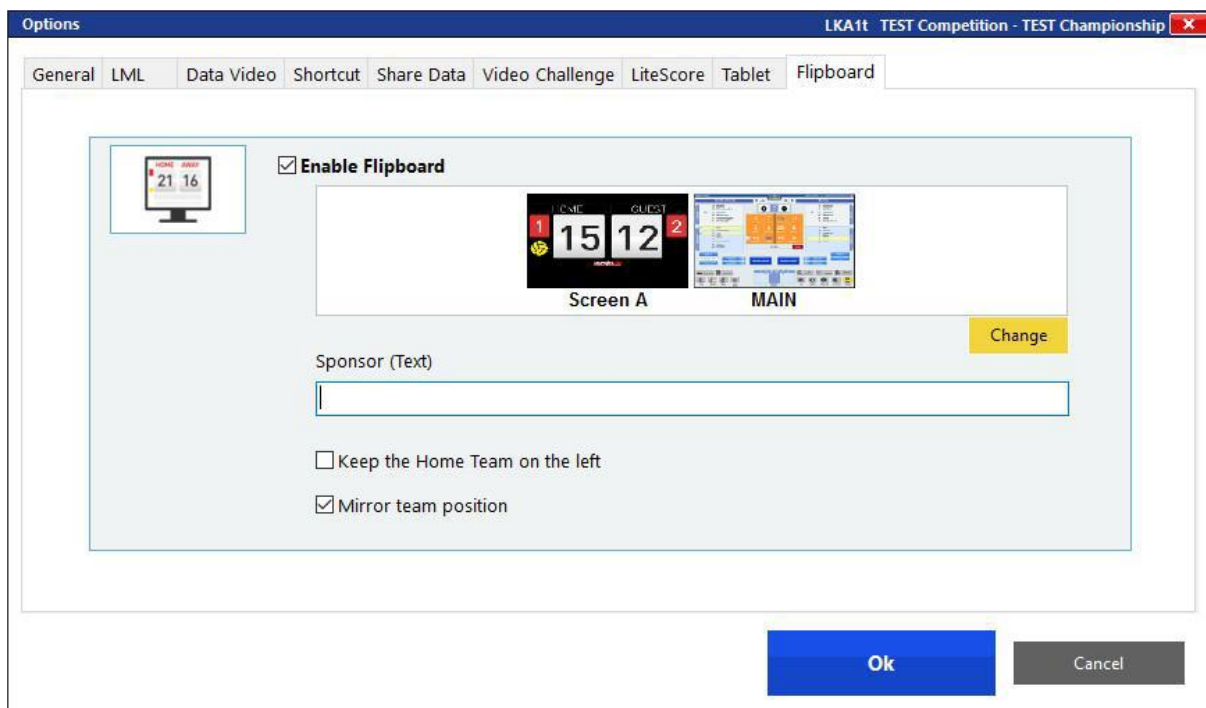 Options
LKA1t TEST Competition - TEST Championship
General LML Data Video Shortcut Share Data Video Challenge LiteScore Tablet Flipboard
HOME AWAY
21 16
Enable Flipboard
HOME GUEST
1 15 12 2
Screen A MAIN
Change
Sponsor (Text)
Keep the Home Team on the left
Mirror team position
Ok Cancel